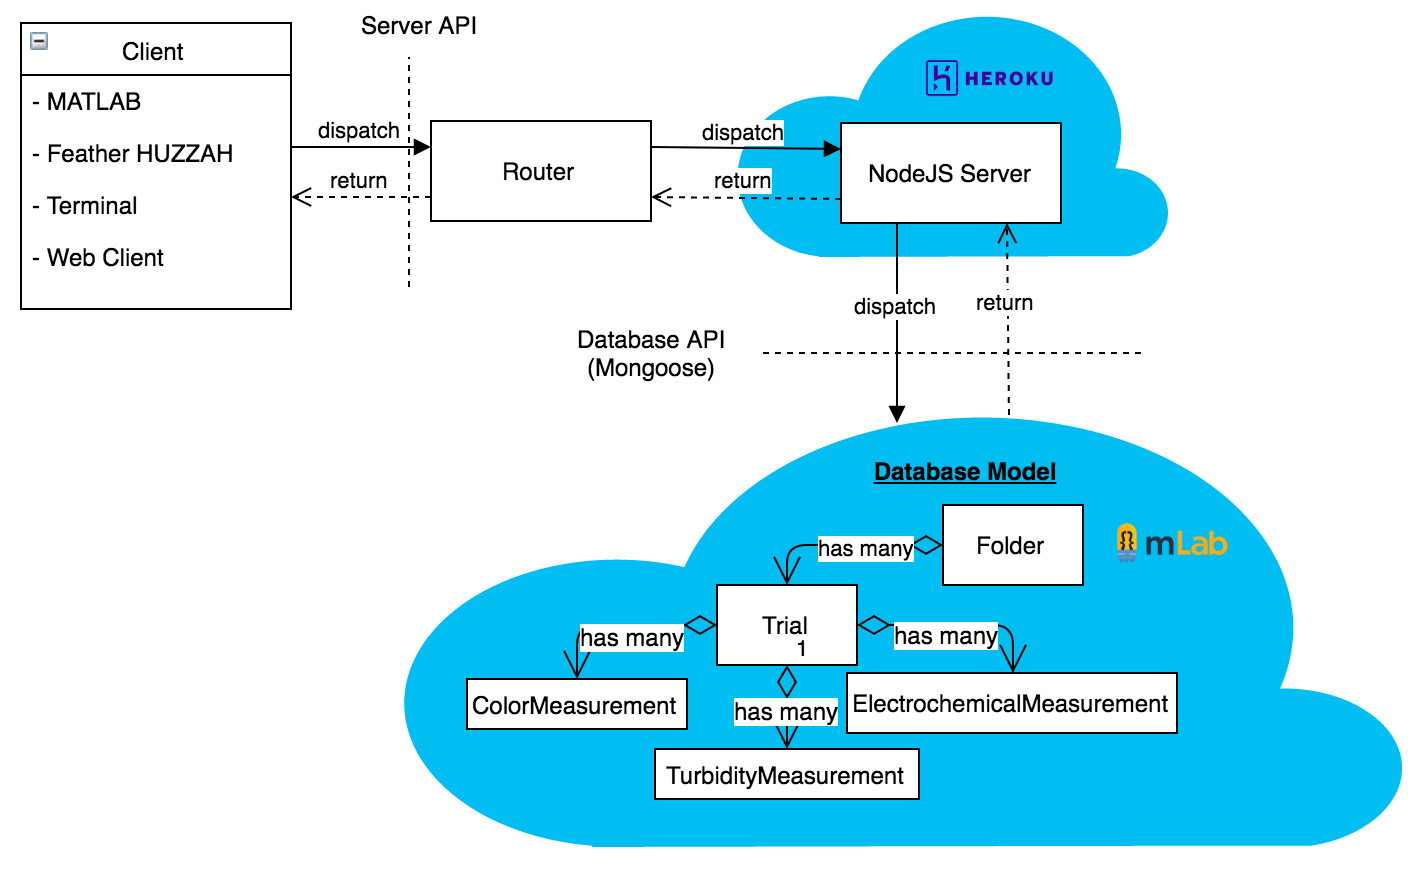 Server API
Client
- MATLAB
- Feather HUZZAH
- Terminal
- Web Client
dispatch
return
Router
dispatch
return
HEROKU
NodeJS Server
dispatch
return
Database API
(Mongoose)
Database Model
Folder
mLab
has many
Trial
1
has many
has many
has many
ColorMeasurement
ElectrochemicalMeasurement
TurbidityMeasurement